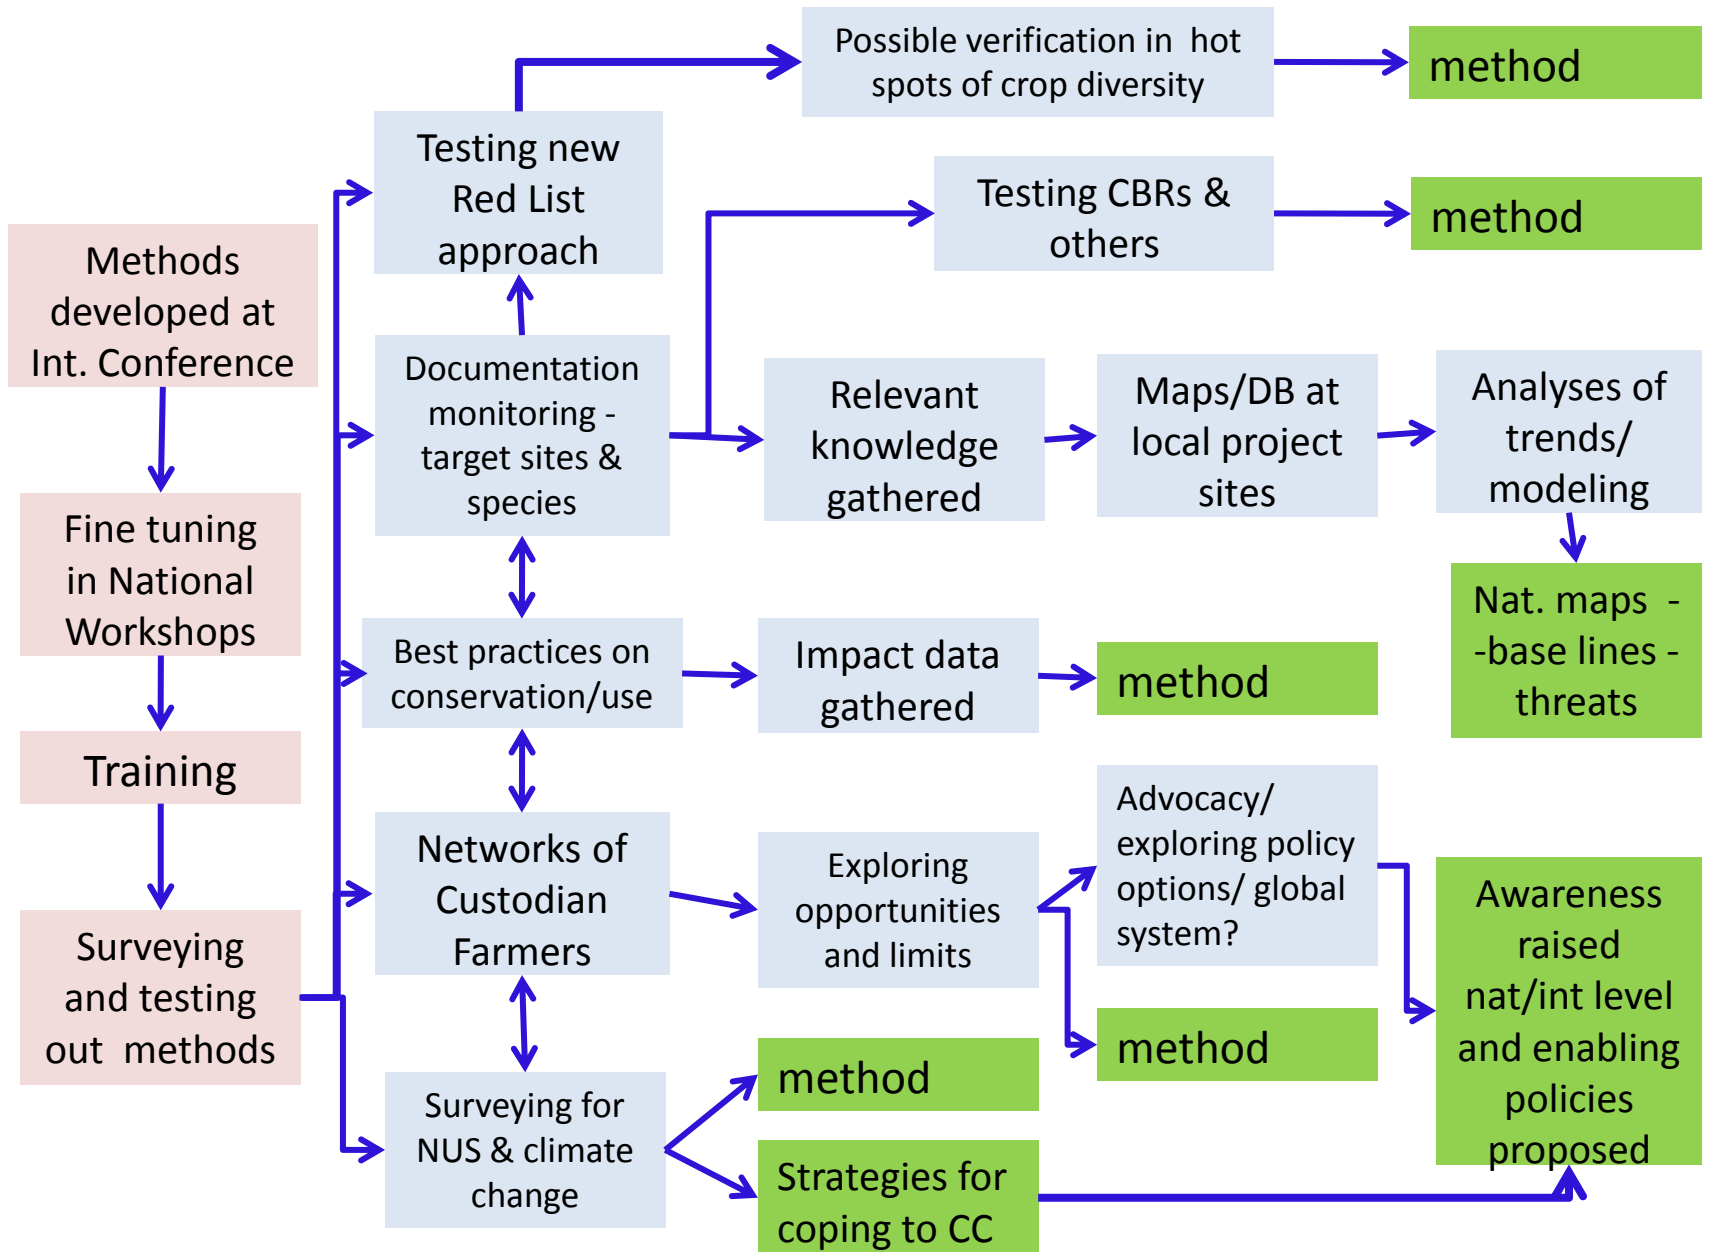 Possible verification in hot
spots of crop diversity
method
Testing new
Red List
approach
Testing CBRs &
others
method
Methods
developed at
Int. Conference
Documentation
monitoring -
target sites &
species
Relevant
knowledge
gathered
Maps/DB at
local project
sites
Analyses of
trends/
modeling
Fine tuning
in National
Workshops
Nat. maps -
-base lines -
threats
Best practices on
conservation/use
Impact data
gathered
method
Training
Networks of
Custodian
Farmers
Exploring
opportunities
and limits
Advocacy/
exploring policy
options/ global
system?
Awareness
raised
nat/int level
and enabling
policies
proposed
Surveying
and testing
out methods
method
method
Surveying for
NUS & climate
change
Strategies for
coping to CC